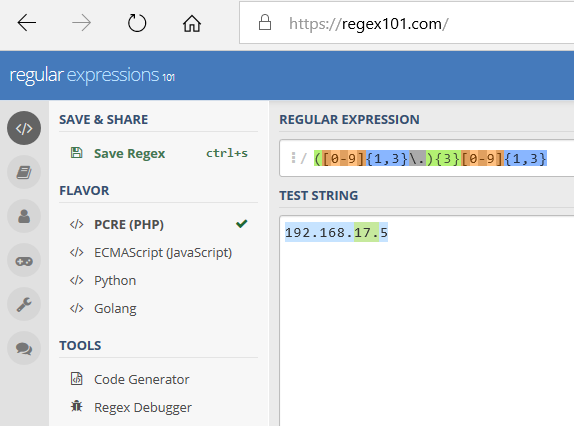 https://regex101.com/
regular expressions 101
SAVE & SHARE
Save Regex ctrl+s
FLAVOR
</> PCRE (PHP)
</> ECMAScript (JavaScript)
</> Python
</> Golang
TOOLS
Code Generator
Regex Debugger
REGULAR EXPRESSION
/ ([0-9]{1,3}\.){3}[0-9]{1,3}
TEST STRING
192.168.17.5